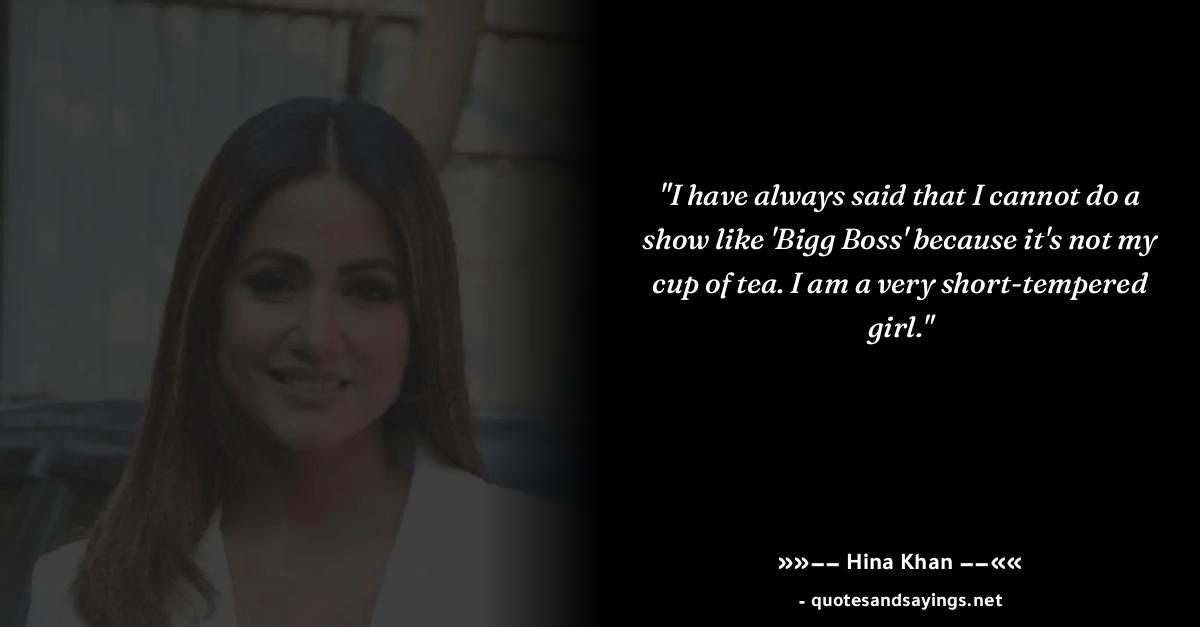 "I have always said that I cannot do a
show like 'Bigg Boss' because it's not my
cup of tea. I am a very short-tempered
girl."
»»−− Hina Khan −−««
- quotesandsayings.net